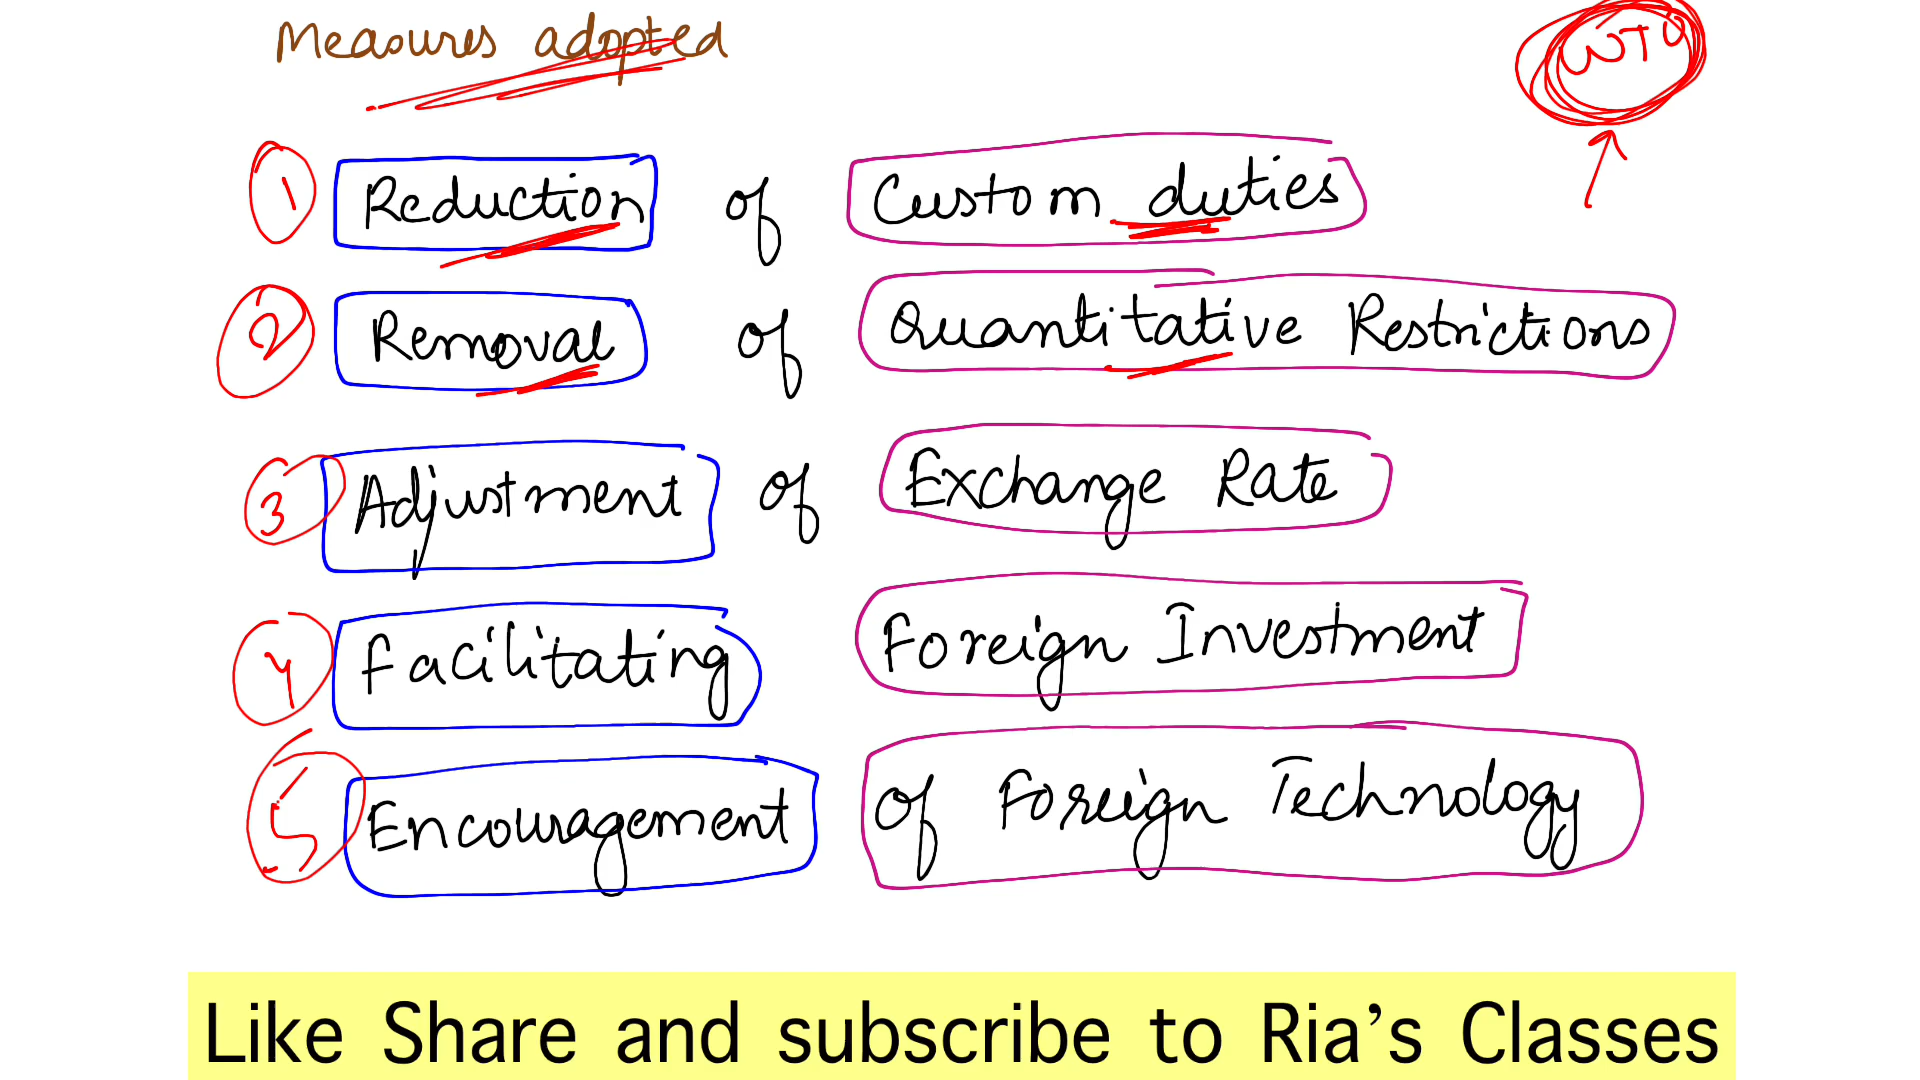 Measures adopted
WTO
1 Reduction of Custom duties
2 Removal of Quantitative Restrictions
3 Adjustment of Exchange Rate
4 Facilitating Foreign Investment
5 Encouragement of Foreign Technology
Like Share and subscribe to Ria's Classes